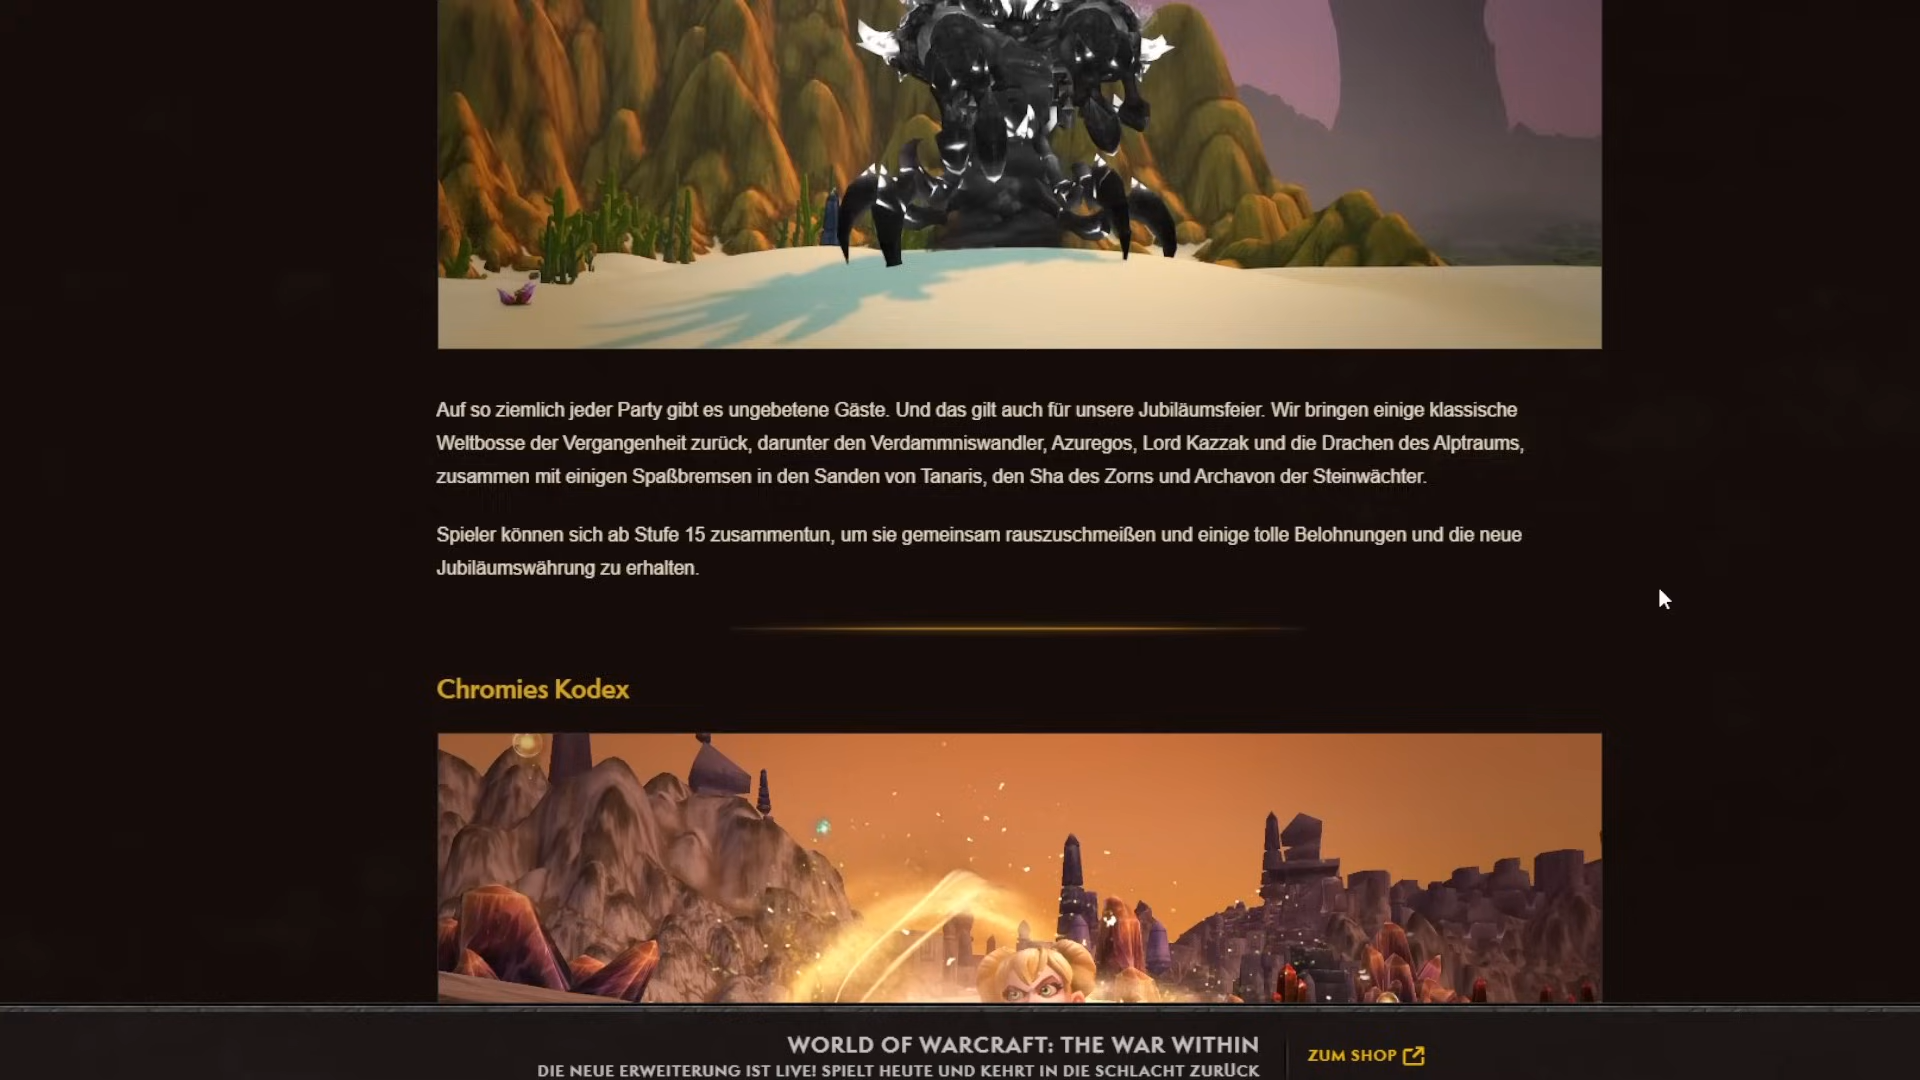 Auf so ziemlich jeder Party gibt es ungebetene Gäste. Und das gilt auch für unsere Jubiläumsfeier. Wir bringen einige klassische
Weltbosse der Vergangenheit zurück, darunter den Verdammniswandler, Azuregos, Lord Kazzak und die Drachen des Alptraums,
zusammen mit einigen Spaßbremsen in den Sanden von Tanaris, den Sha des Zorns und Archavon der Steinwächter.
Spieler können sich ab Stufe 15 zusammentun, um sie gemeinsam rauszuschmeißen und einige tolle Belohnungen und die neue
Jubiläumswährung zu erhalten.
Chromies Kodex
WORLD OF WARCRAFT: THE WAR WITHIN
DIE NEUE ERWEITERUNG IST LIVE! SPIELT HEUTE UND KEHRT IN DIE SCHLACHT ZURÜCK
ZUM SHOP